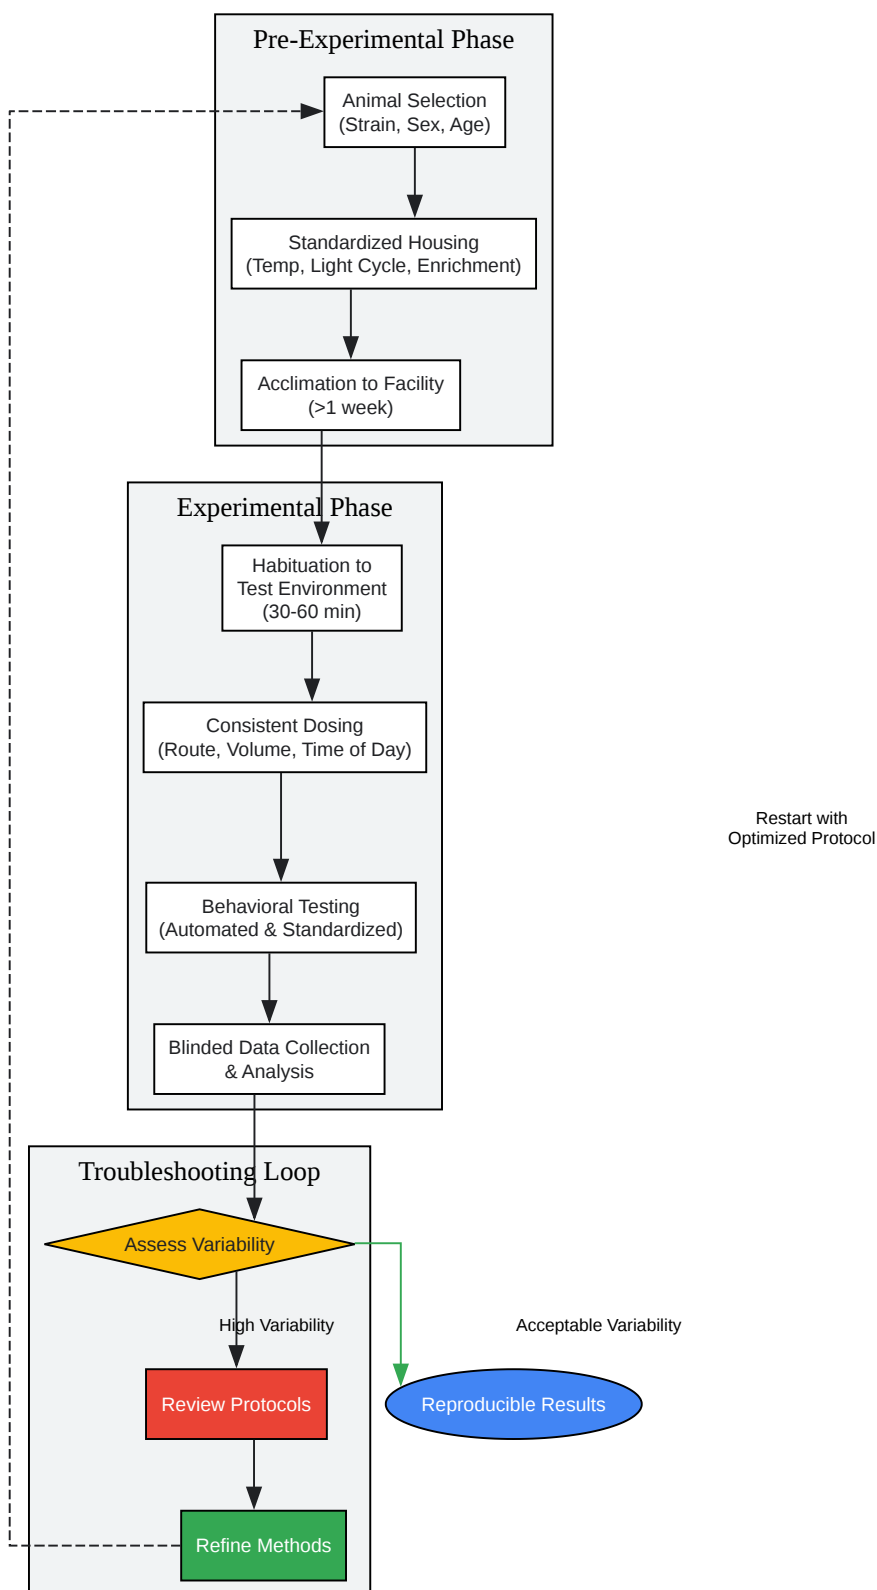 Pre-Experimental Phase
Animal Selection
(Strain, Sex, Age)
Standardized Housing
(Temp, Light Cycle, Enrichment)
Acclimation to Facility
(>1 week)
Experimental Phase
Habituation to
Test Environment
(30-60 min)
Consistent Dosing
(Route, Volume, Time of Day)
Restart with
Optimized Protocol
Behavioral Testing
(Automated & Standardized)
Blinded Data Collection
& Analysis
Troubleshooting Loop
Assess Variability
High Variability
Acceptable Variability
Review Protocols
Reproducible Results
Refine Methods